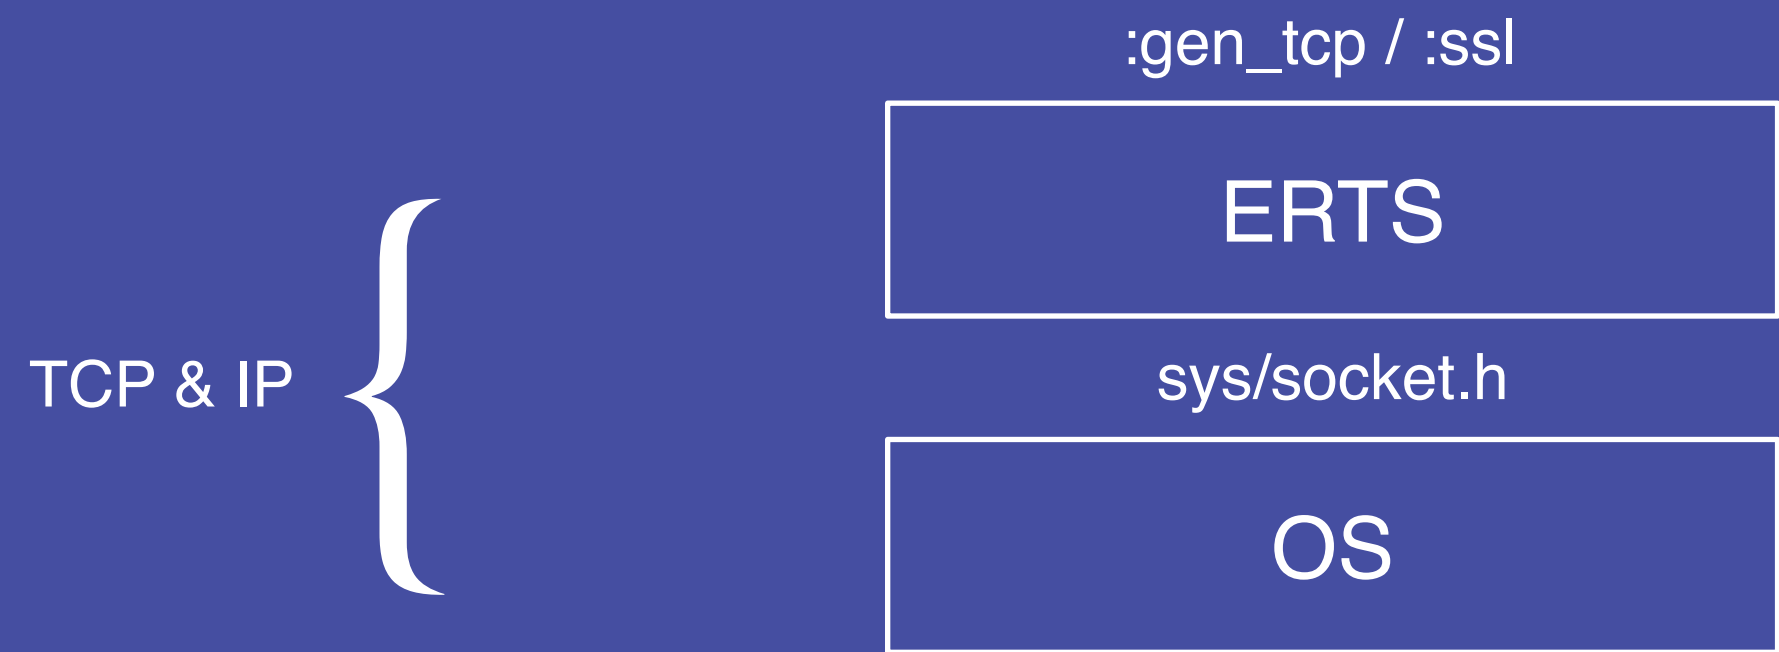 :gen_tcp / :ssl
ERTS
TCP & IP
sys/socket.h
OS